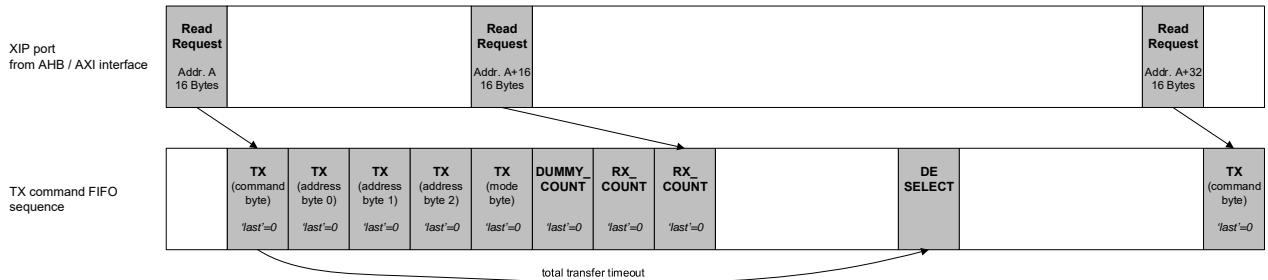 XIP port
from AHB / AXI interface
Read
Request
Addr. A
16 Bytes
Read
Request
Addr. A+16
16 Bytes
Read
Request
Addr. A+32
16 Bytes
TX command FIFO
sequence
TX
(command
byte)
'last'=0
TX
(address
byte 0)
'last'=0
TX
(address
byte 1)
'last'=0
TX
(address
byte 2)
'last'=0
TX
(mode
byte)
'last'=0
DUMMY_
COUNT
'last'=0
RX_
COUNT
'last'=0
RX_
COUNT
'last'=0
DE
SELECT
TX
(command
byte)
'last'=0
total transfer timeout